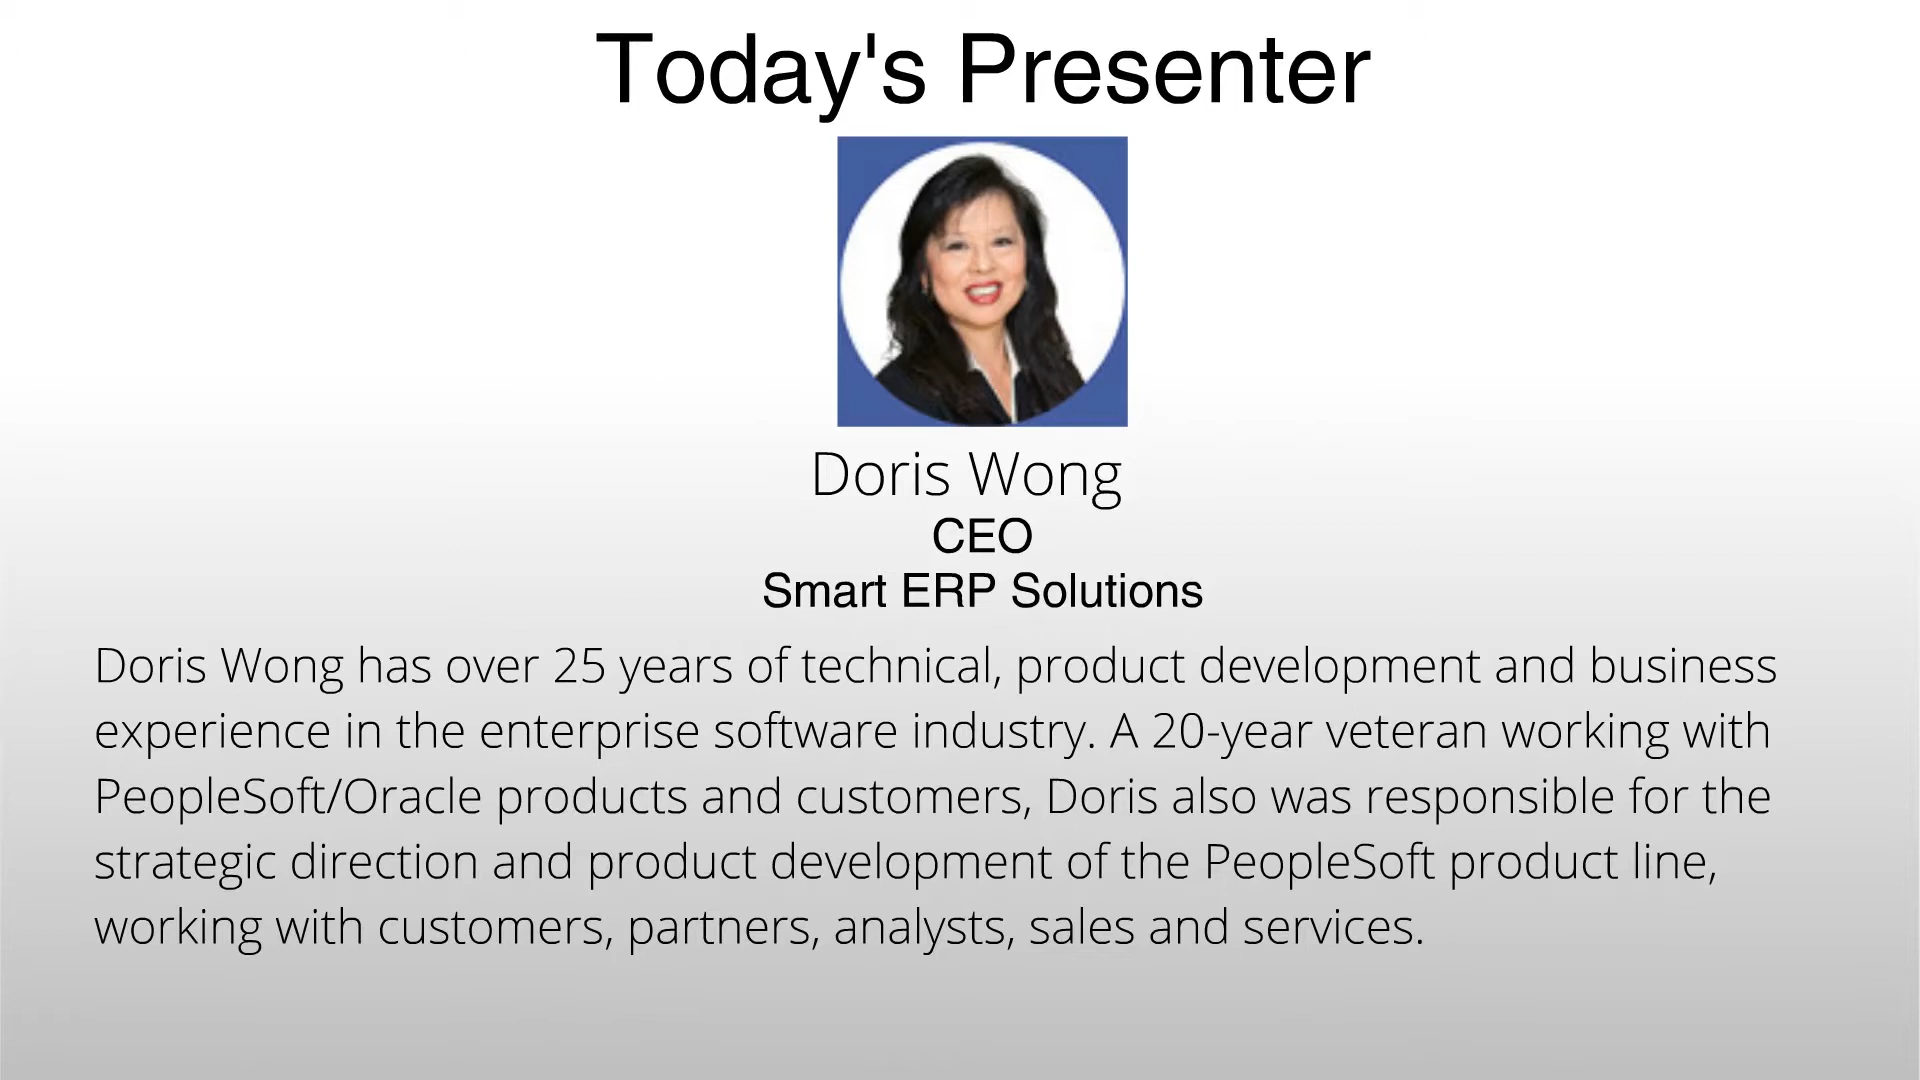 Today's Presenter
Doris Wong
CEO
Smart ERP Solutions
Doris Wong has over 25 years of technical, product development and business
experience in the enterprise software industry. A 20-year veteran working with
PeopleSoft/Oracle products and customers, Doris also was responsible for the
strategic direction and product development of the PeopleSoft product line,
working with customers, partners, analysts, sales and services.